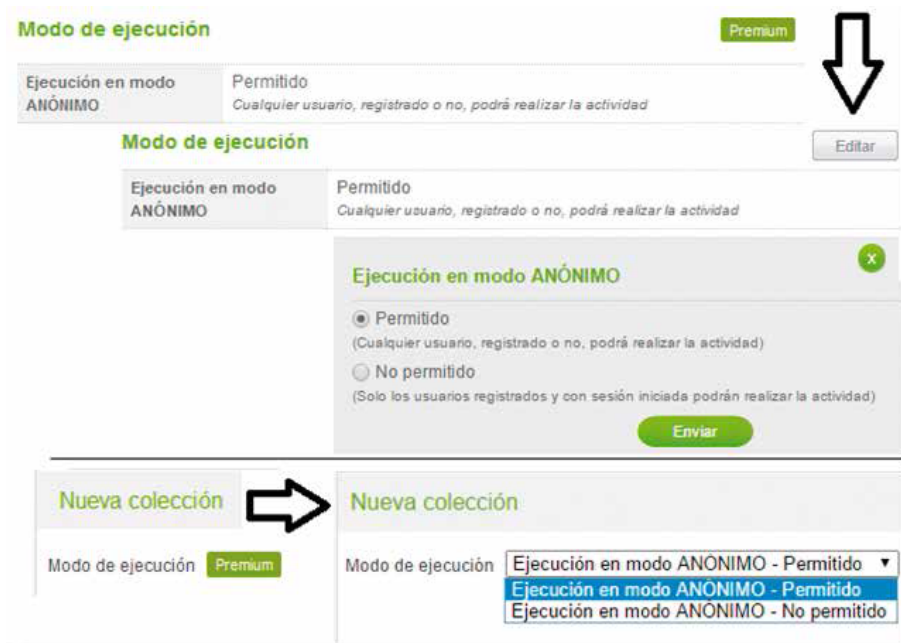 Modo de ejecución Premium
Ejecución en modo ANÓNIMO Permitido
Cualquier usuario, registrado o no, podrá realizar la actividad
Modo de ejecución Editar
Ejecución en modo ANÓNIMO Permitido
Cualquier usuario, registrado o no, podrá realizar la actividad
Ejecución en modo ANÓNIMO x
Permitido
(Cualquier usuario, registrado o no, podrá realizar la actividad)
No permitido
(Solo los usuarios registrados y con sesión iniciada podrán realizar la actividad)
Enviar
Nueva colección
Modo de ejecución Premium
Nueva colección
Modo de ejecución Ejecución en modo ANÓNIMO - Permitido
Ejecución en modo ANÓNIMO - Permitido
Ejecución en modo ANÓNIMO - No permitido